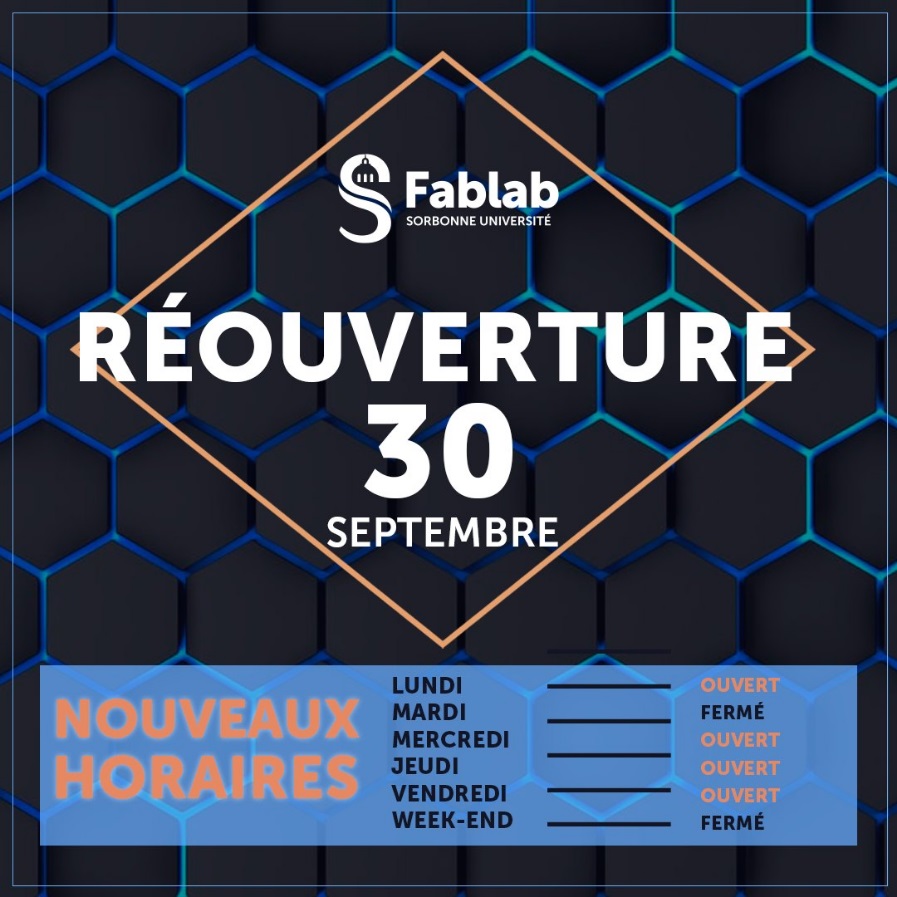 Fablab
SORBONNE UNIVERSITÉ
RÉOUVERTURE
30
SEPTEMBRE
NOUVEAUX
HORAIRES
LUNDI OUVERT
MARDI FERMÉ
MERCREDI OUVERT
JEUDI OUVERT
VENDREDI OUVERT
WEEK-END FERMÉ